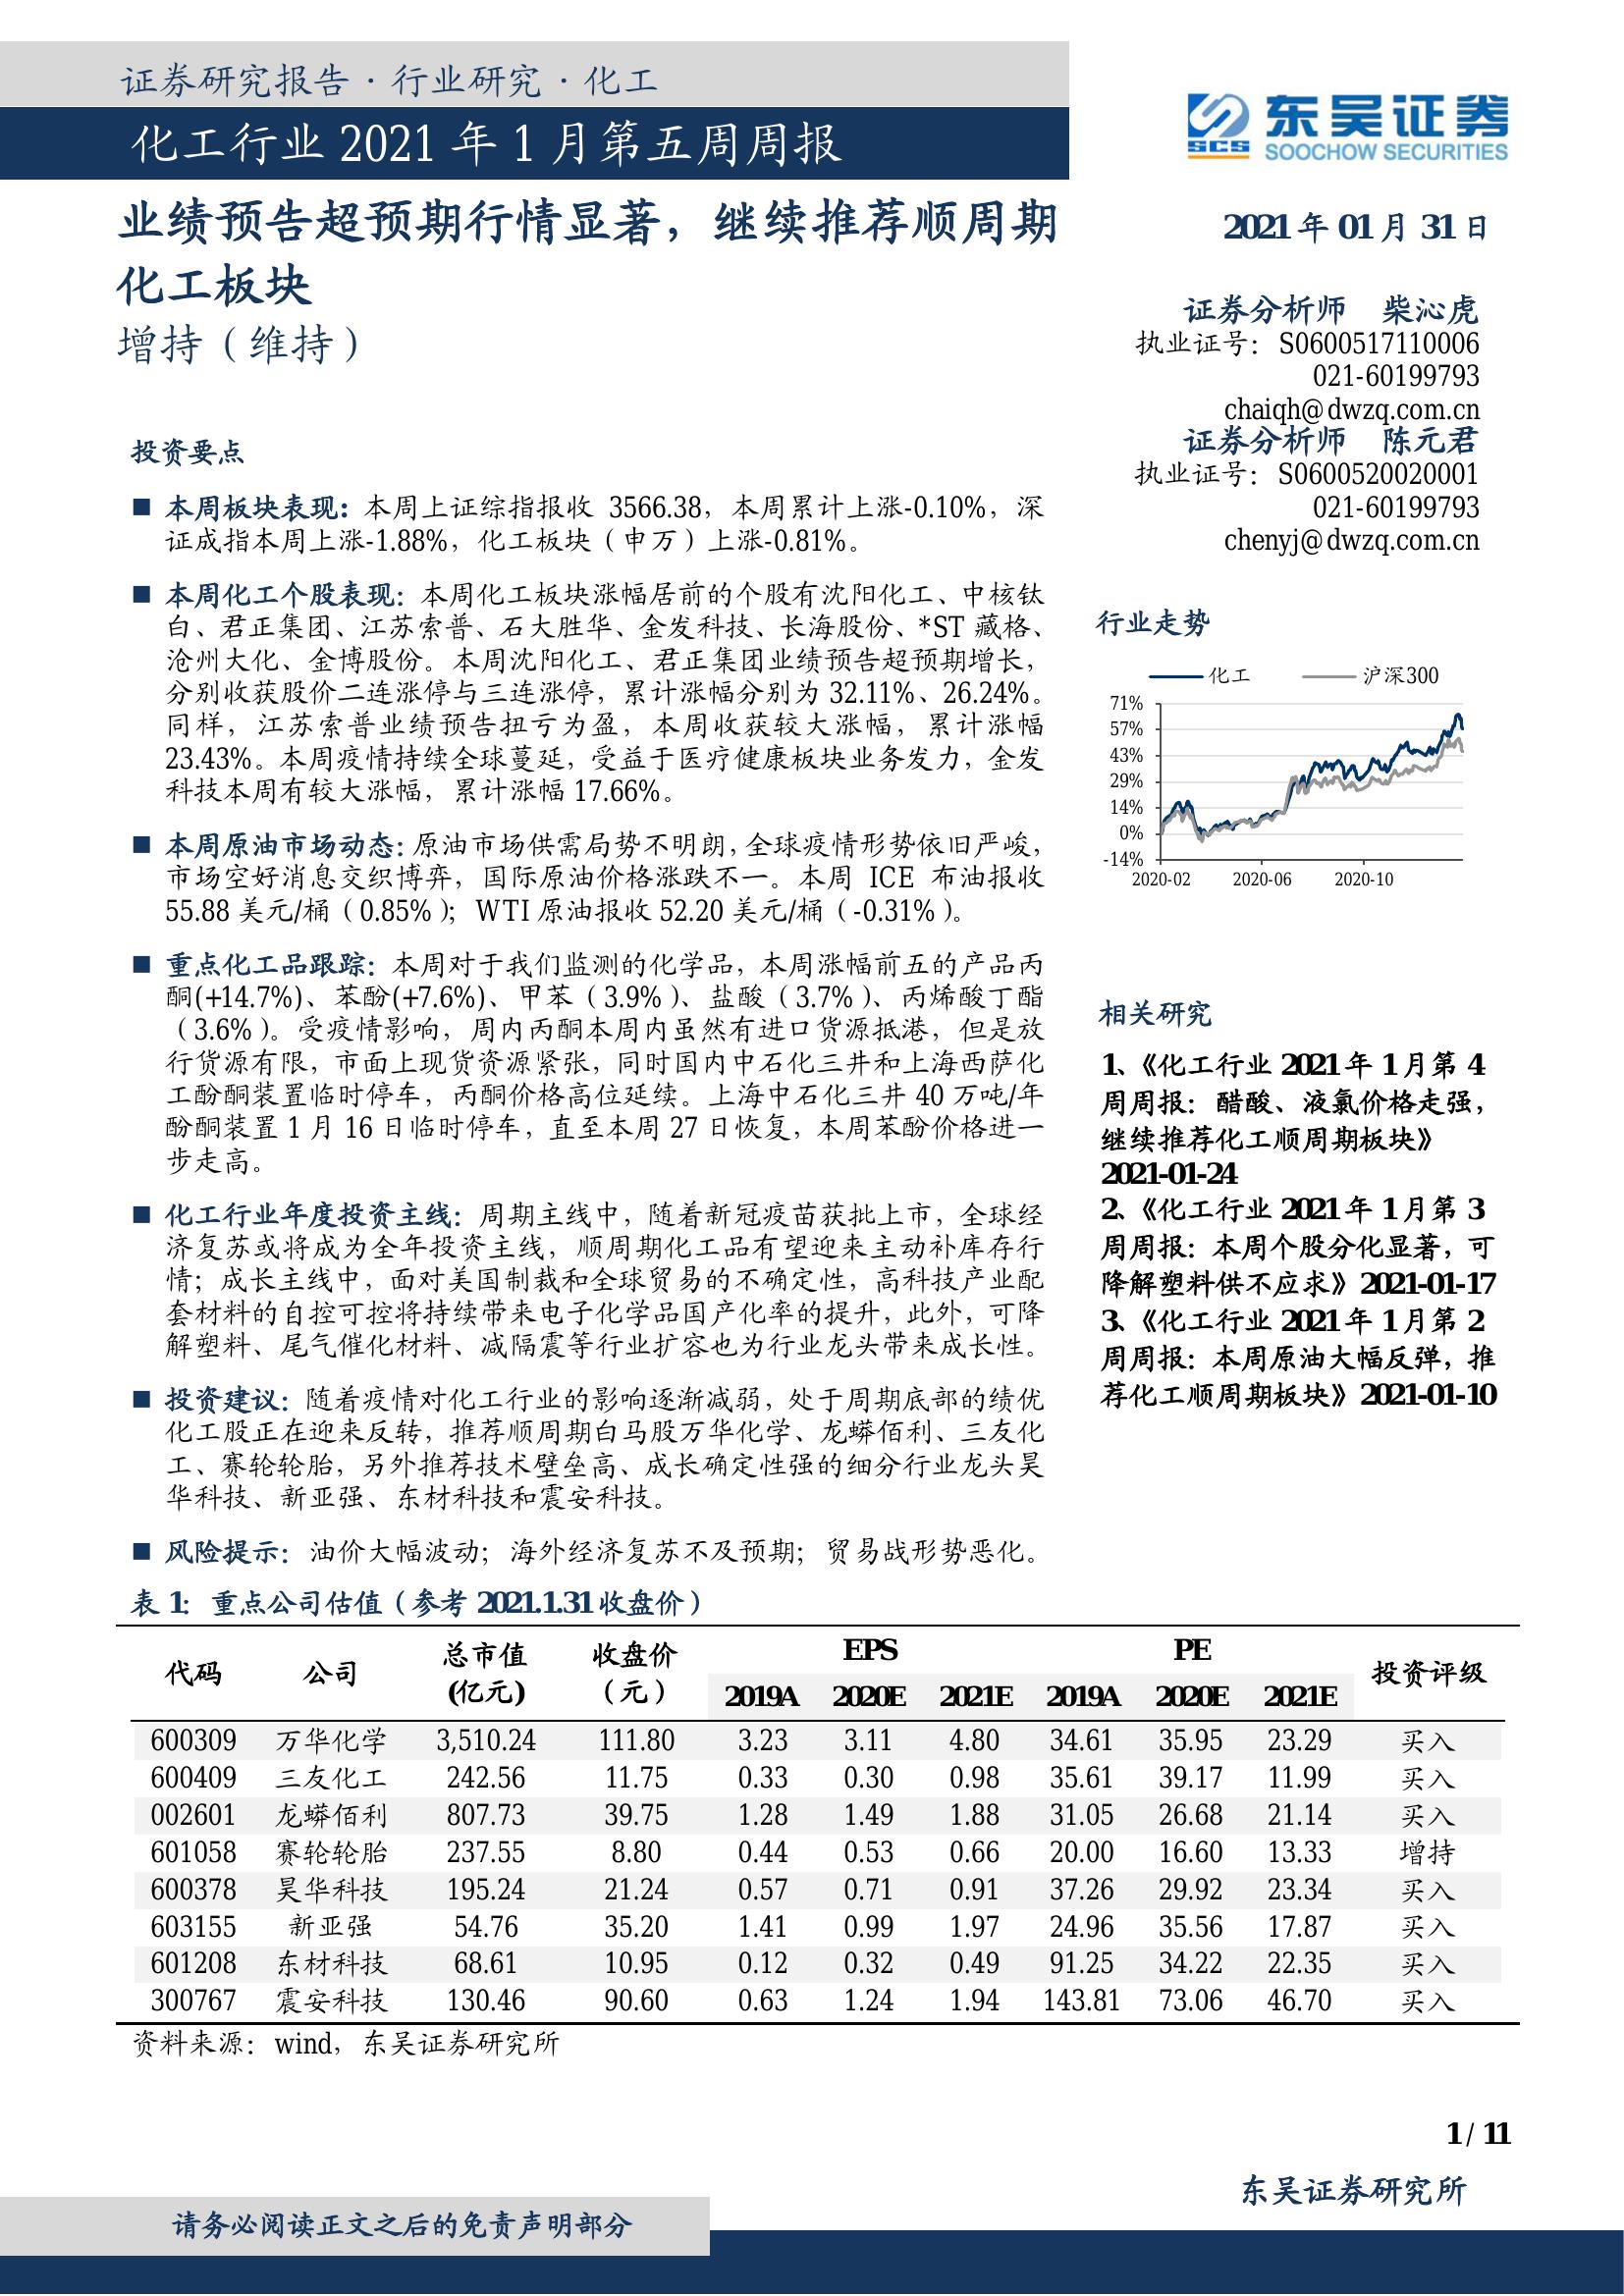 证券研究报告·行业研究·化工
化工行业 2021 年 1 月第五周周报
东吴证券
SCS
SOOCHOW SECURITIES
业绩预告超预期行情显著，继续推荐顺周期
化工板块
增持（维持）
2021 年 01 月 31 日
证券分析师 柴沁虎
执业证号：S0600517110006
021-60199793
chaiqh@dwzq.com.cn
证券分析师 陈元君
执业证号：S0600520020001
021-60199793
chenyj@dwzq.com.cn
投资要点
■ 本周板块表现：本周上证综指报收 3566.38，本周累计上涨-0.10%，深
证成指本周上涨-1.88%，化工板块（申万）上涨-0.81%。
■ 本周化工个股表现：本周化工板块涨幅居前的个股有沈阳化工、中核钛
白、君正集团、江苏索普、石大胜华、金发科技、长海股份、*ST 藏格、
沧州大化、金博股份。本周沈阳化工、君正集团业绩预告超预期增长，
分别收获股价二连涨停与三连涨停，累计涨幅分别为 32.11%、26.24%。
同样，江苏索普业绩预告扭亏为盈，本周收获较大涨幅，累计涨幅
23.43%。本周疫情持续全球蔓延，受益于医疗健康板块业务发力，金发
科技本周有较大涨幅，累计涨幅 17.66%。
■ 本周原油市场动态：原油市场供需局势不明朗，全球疫情形势依旧严峻，
市场空好消息交织博弈，国际原油价格涨跌不一。本周 ICE 布油报收
55.88 美元/桶（0.85%）；WTI 原油报收 52.20 美元/桶（-0.31%）。
■ 重点化工品跟踪：本周对于我们监测的化学品，本周涨幅前五的产品丙
酮(+14.7%)、苯酚(+7.6%)、甲苯（3.9%）、盐酸（3.7%）、丙烯酸丁酯
（3.6%）。受疫情影响，周内丙酮本周内虽然有进口货源抵港，但是放
行货源有限，市面上现货资源紧张，同时国内中石化三井和上海西萨化
工酚酮装置临时停车，丙酮价格高位延续。上海中石化三井 40 万吨/年
酚酮装置 1 月 16 日临时停车，直至本周 27 日恢复，本周苯酚价格进一
步走高。
■ 化工行业年度投资主线：周期主线中，随着新冠疫苗获批上市，全球经
济复苏或将成为全年投资主线，顺周期化工品有望迎来主动补库存行
情；成长主线中，面对美国制裁和全球贸易的不确定性，高科技产业配
套材料的自控可控将持续带来电子化学品国产化率的提升，此外，可降
解塑料、尾气催化材料、减隔震等行业扩容也为行业龙头带来成长性。
■ 投资建议：随着疫情对化工行业的影响逐渐减弱，处于周期底部的绩优
化工股正在迎来反转，推荐顺周期白马股万华化学、龙蟒佰利、三友化
工、赛轮轮胎，另外推荐技术壁垒高、成长确定性强的细分行业龙头昊
华科技、新亚强、东材科技和震安科技。
■ 风险提示：油价大幅波动；海外经济复苏不及预期；贸易战形势恶化。
行业走势
化工 沪深300
71%
57%
43%
29%
14%
0%
-14%
2020-02 2020-06 2020-10
相关研究
1、《化工行业 2021 年 1 月第 4
周周报：醋酸、液氯价格走强，
继续推荐化工顺周期板块》
2021-01-24
2、《化工行业 2021 年 1 月第 3
周周报：本周个股分化显著，可
降解塑料供不应求》2021-01-17
3、《化工行业 2021 年 1 月第 2
周周报：本周原油大幅反弹，推
荐化工顺周期板块》2021-01-10
表 1：重点公司估值（参考 2021.1.31 收盘价）
代码 公司 总市值(亿元) 收盘价（元） EPS PE 投资评级
2019A 2020E 2021E 2019A 2020E 2021E
600309 万华化学 3,510.24 111.80 3.23 3.11 4.80 34.61 35.95 23.29 买入
600409 三友化工 242.56 11.75 0.33 0.30 0.98 35.61 39.17 11.99 买入
002601 龙蟒佰利 807.73 39.75 1.28 1.49 1.88 31.05 26.68 21.14 买入
601058 赛轮轮胎 237.55 8.80 0.44 0.53 0.66 20.00 16.60 13.33 增持
600378 昊华科技 195.24 21.24 0.57 0.71 0.91 37.26 29.92 23.34 买入
603155 新亚强 54.76 35.20 1.41 0.99 1.97 24.96 35.56 17.87 买入
601208 东材科技 68.61 10.95 0.12 0.32 0.49 91.25 34.22 22.35 买入
300767 震安科技 130.46 90.60 0.63 1.24 1.94 143.81 73.06 46.70 买入
资料来源：wind，东吴证券研究所
1 / 11
东吴证券研究所
请务必阅读正文之后的免责声明部分